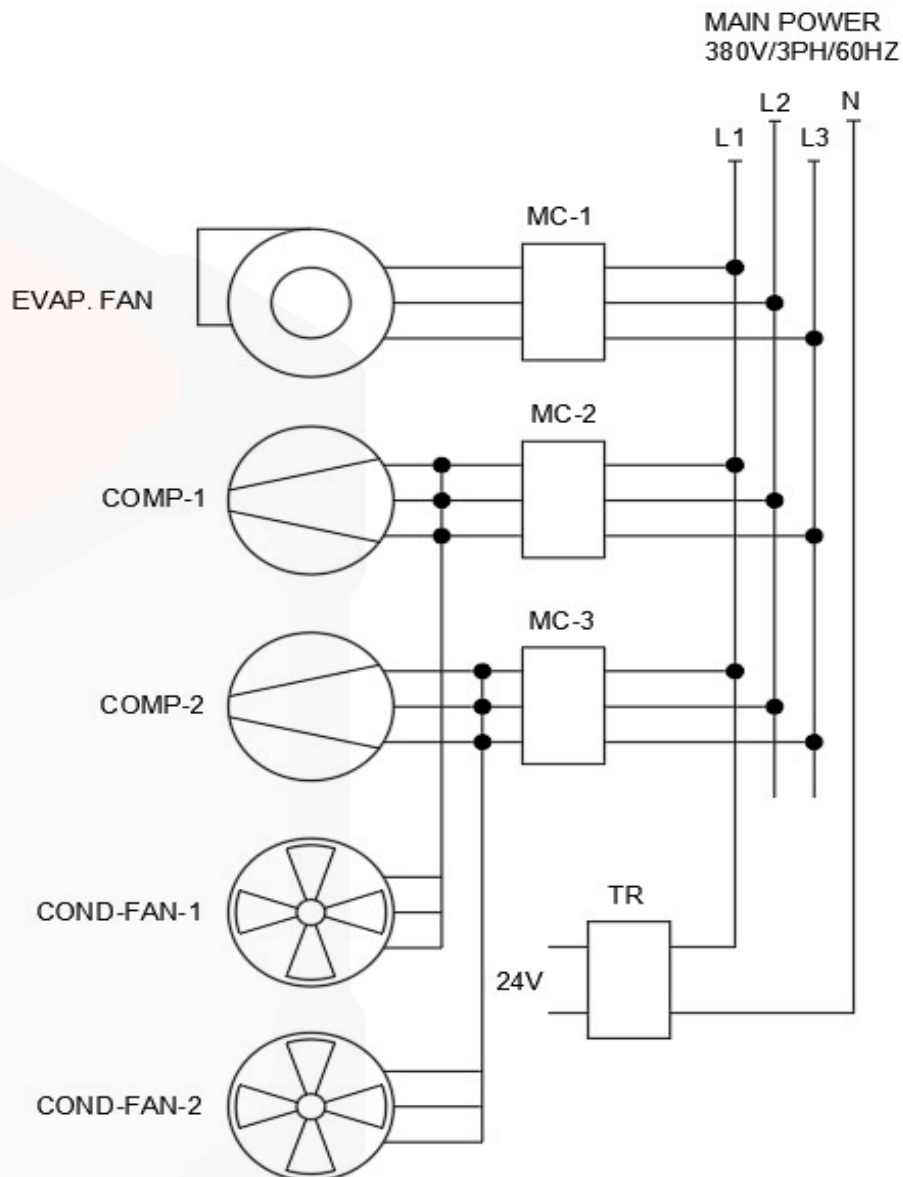 MAIN POWER
380V/3PH/60HZ
L2 N
L1 L3
MC-1
EVAP. FAN
MC-2
COMP-1
MC-3
COMP-2
TR
COND-FAN-1
24V
COND-FAN-2